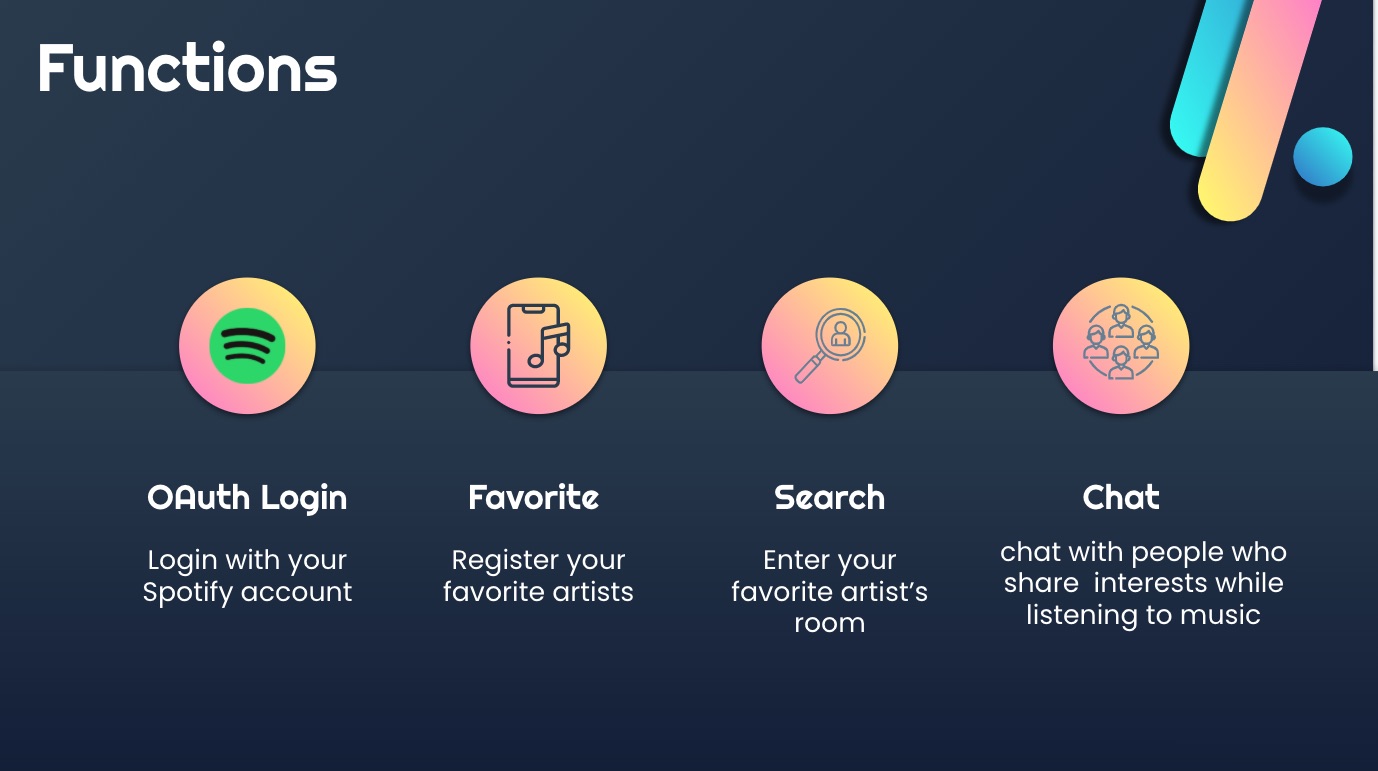 Functions
OAuth Login
Login with your
Spotify account
Favorite
Register your
favorite artists
Search
Enter your
favorite artist’s
room
Chat
chat with people who
share  interests while
listening to music